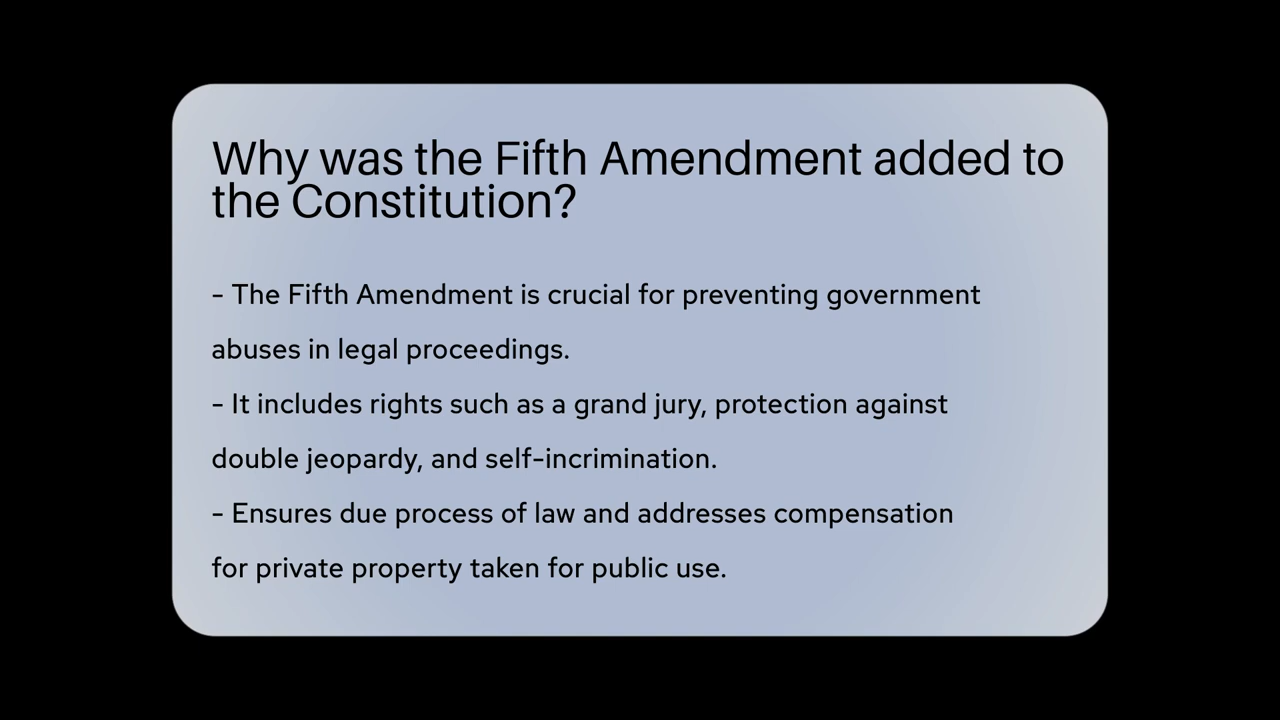 Why was the Fifth Amendment added to
the Constitution?
- The Fifth Amendment is crucial for preventing government
abuses in legal proceedings.
- It includes rights such as a grand jury, protection against
double jeopardy, and self-incrimination.
- Ensures due process of law and addresses compensation
for private property taken for public use.